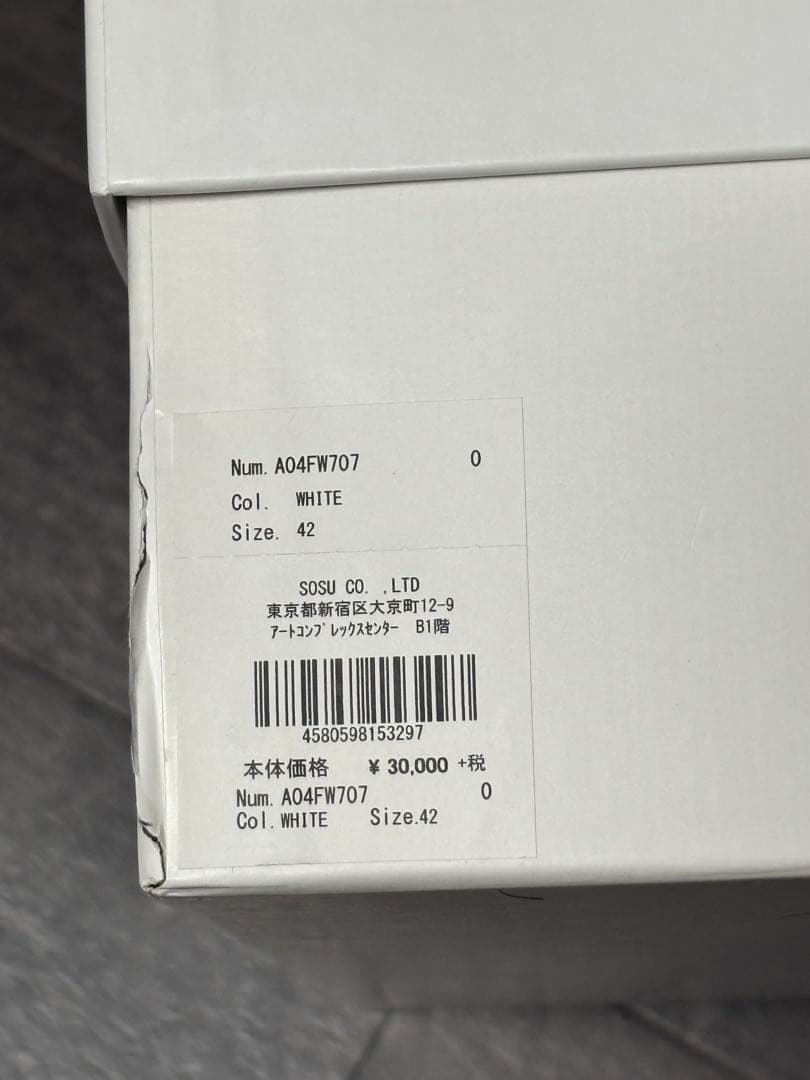 Num. A04FW707 0
Col. WHITE
Size. 42
SOSU CO. ,LTD
東京都新宿区大京町12-9
ｱｰﾄｺﾝﾌﾟﾚｯｸｽｾﾝﾀｰ B1階
4580598153297
本体価格 ¥ 30,000 +税
Num. A04FW707 0
Col. WHITE Size. 42